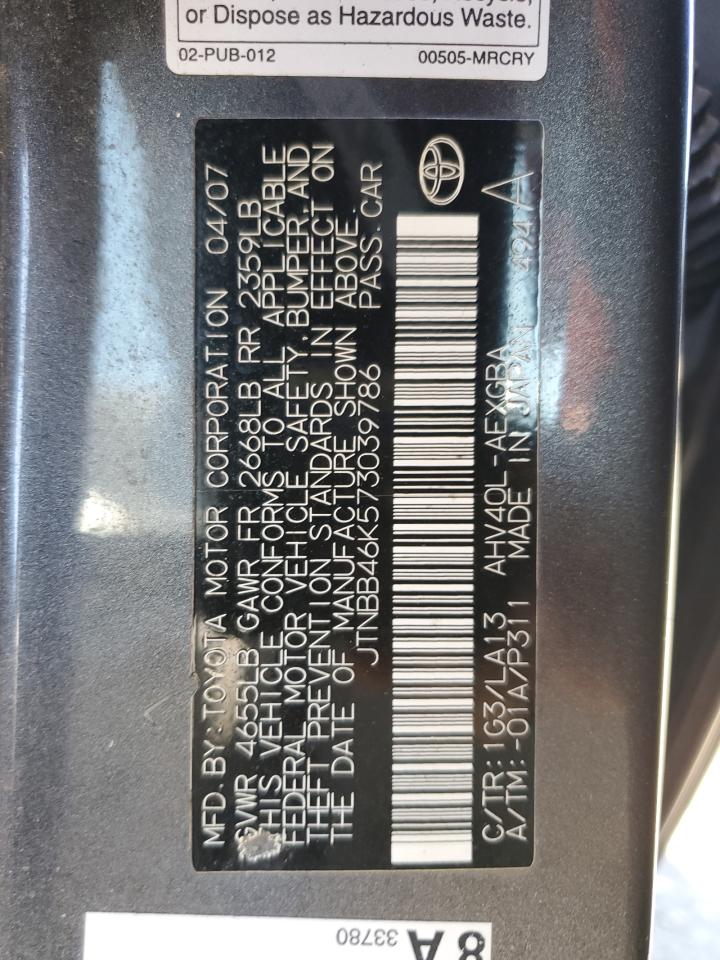 or Dispose as Hazardous Waste.
02-PUB-012 00505-MRCRY
MFD. BY: TOYOTA MOTOR CORPORATION 04/07
GVWR 4655LB GAWR FR 2668LB RR 2359LB
THIS VEHICLE CONFORMS TO ALL APPLICABLE
FEDERAL MOTOR VEHICLE SAFETY, BUMPER, AND
THEFT PREVENTION STANDARDS IN EFFECT ON
THE DATE OF MANUFACTURE SHOWN ABOVE.
JTNBB46K573039786 PASS. CAR
C/TR: 1G3/LA13 AHV40L-AEXGBA
A/TM: -01A/P311 MADE IN JAPAN 494 A
8 A
33780